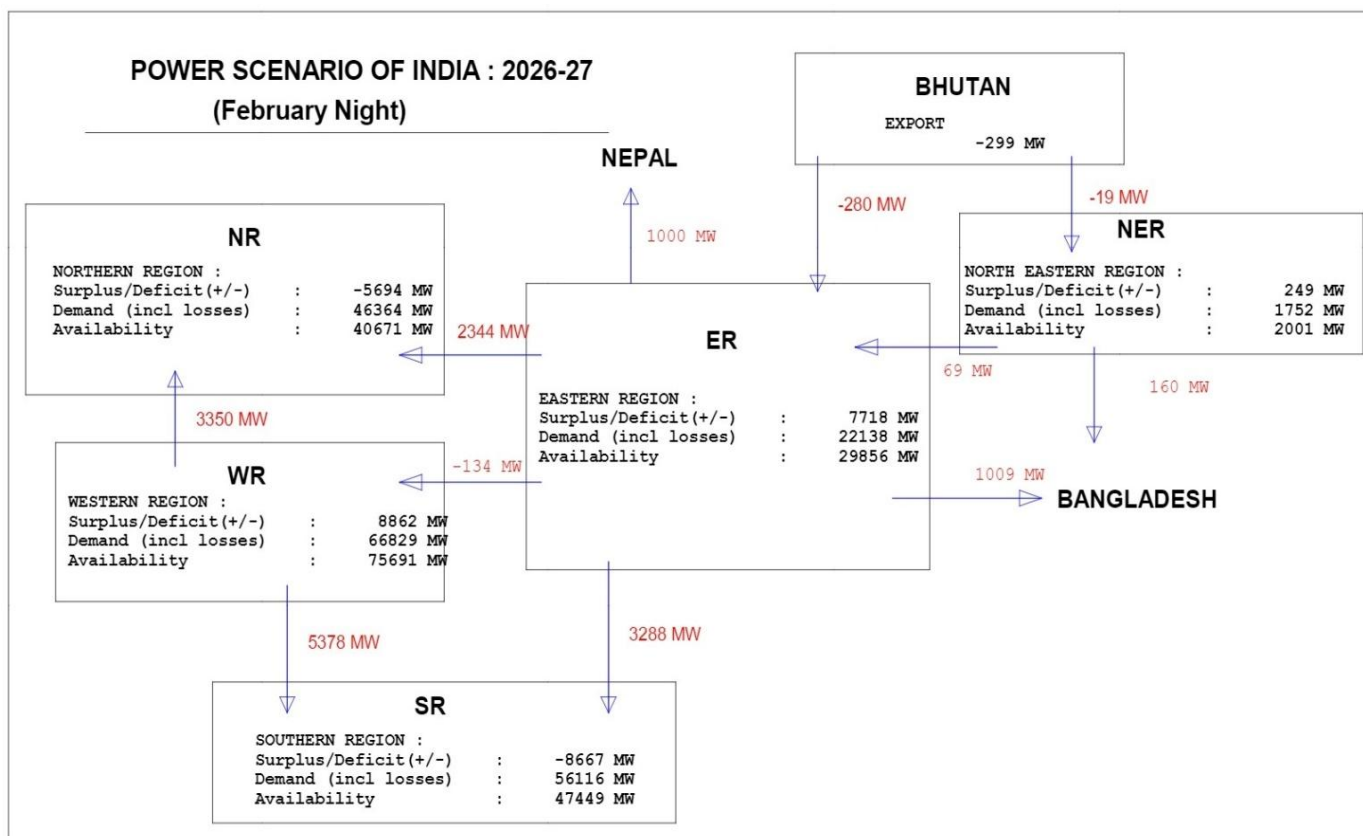 POWER SCENARIO OF INDIA : 2026-27
(February Night)
BHUTAN
EXPORT
-299 MW
NEPAL
-280 MW
-19 MW
1000 MW
NR
NORTHERN REGION :
Surplus/Deficit(+/-) : -5694 MW
Demand (incl losses) : 46364 MW
Availability : 40671 MW
NER
NORTH EASTERN REGION :
Surplus/Deficit(+/-) : 249 MW
Demand (incl losses) : 1752 MW
Availability : 2001 MW
2344 MW
ER
EASTERN REGION :
Surplus/Deficit(+/-) : 7718 MW
Demand (incl losses) : 22138 MW
Availability : 29856 MW
69 MW
160 MW
3350 MW
-134 MW
1009 MW
BANGLADESH
WR
WESTERN REGION :
Surplus/Deficit(+/-) : 8862 MW
Demand (incl losses) : 66829 MW
Availability : 75691 MW
5378 MW
3288 MW
SR
SOUTHERN REGION :
Surplus/Deficit(+/-) : -8667 MW
Demand (incl losses) : 56116 MW
Availability : 47449 MW